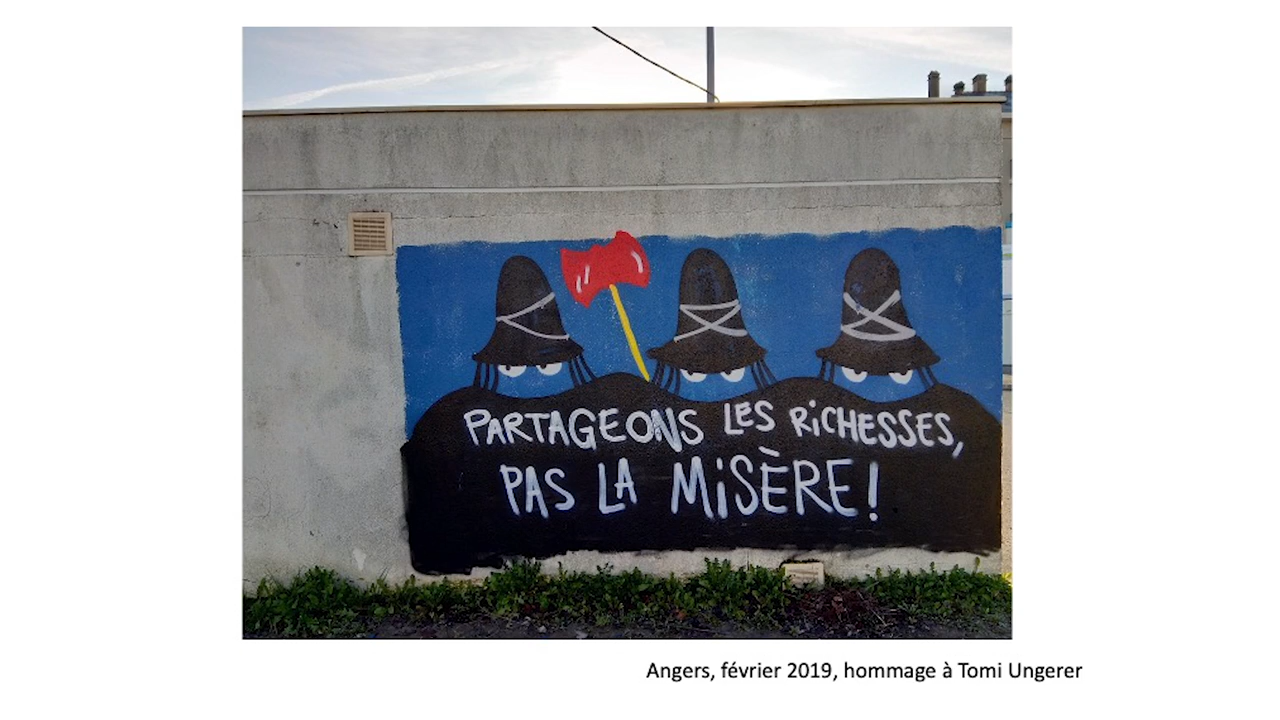 PARTAGEONS LES RiCHESSES,
PAS LA MiSÈRE !
Angers, février 2019, hommage à Tomi Ungerer